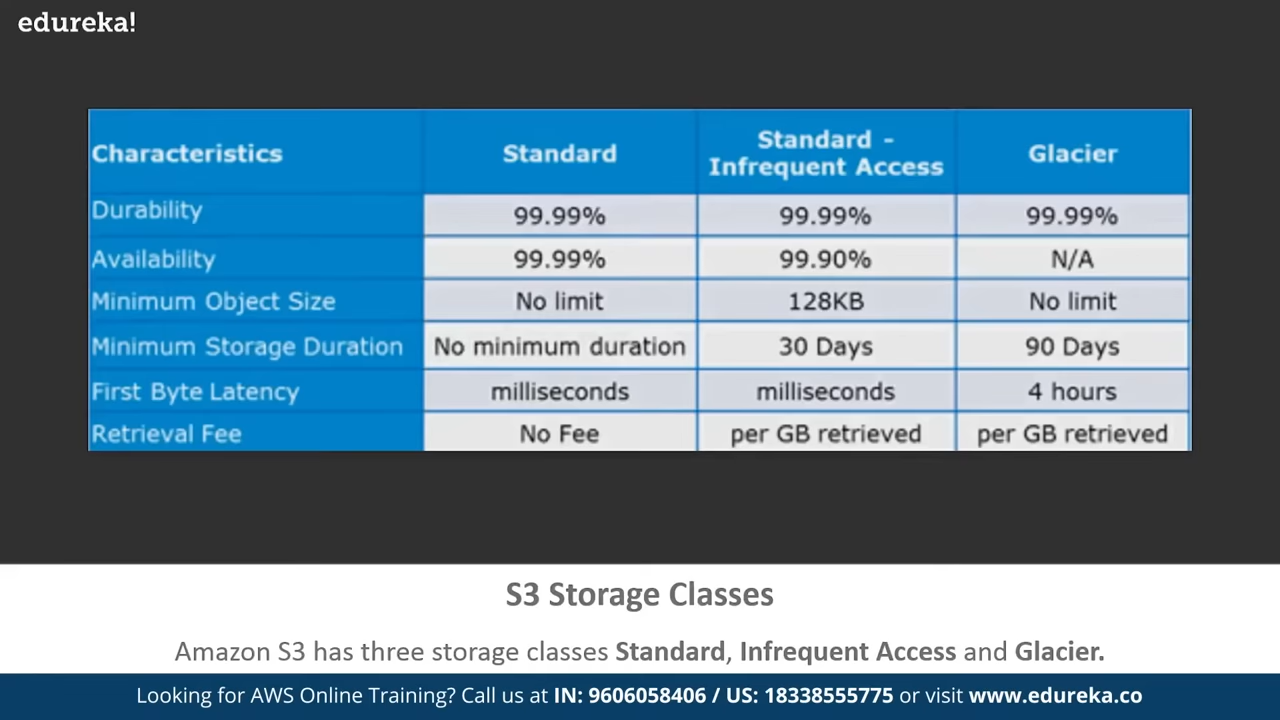 edureka!
Characteristics Standard Standard - Infrequent Access Glacier
Durability 99.99% 99.99% 99.99%
Availability 99.99% 99.90% N/A
Minimum Object Size No limit 128KB No limit
Minimum Storage Duration No minimum duration 30 Days 90 Days
First Byte Latency milliseconds milliseconds 4 hours
Retrieval Fee No Fee per GB retrieved per GB retrieved
S3 Storage Classes
Amazon S3 has three storage classes Standard, Infrequent Access and Glacier.
Looking for AWS Online Training? Call us at IN: 9606058406 / US: 18338555775 or visit www.edureka.co